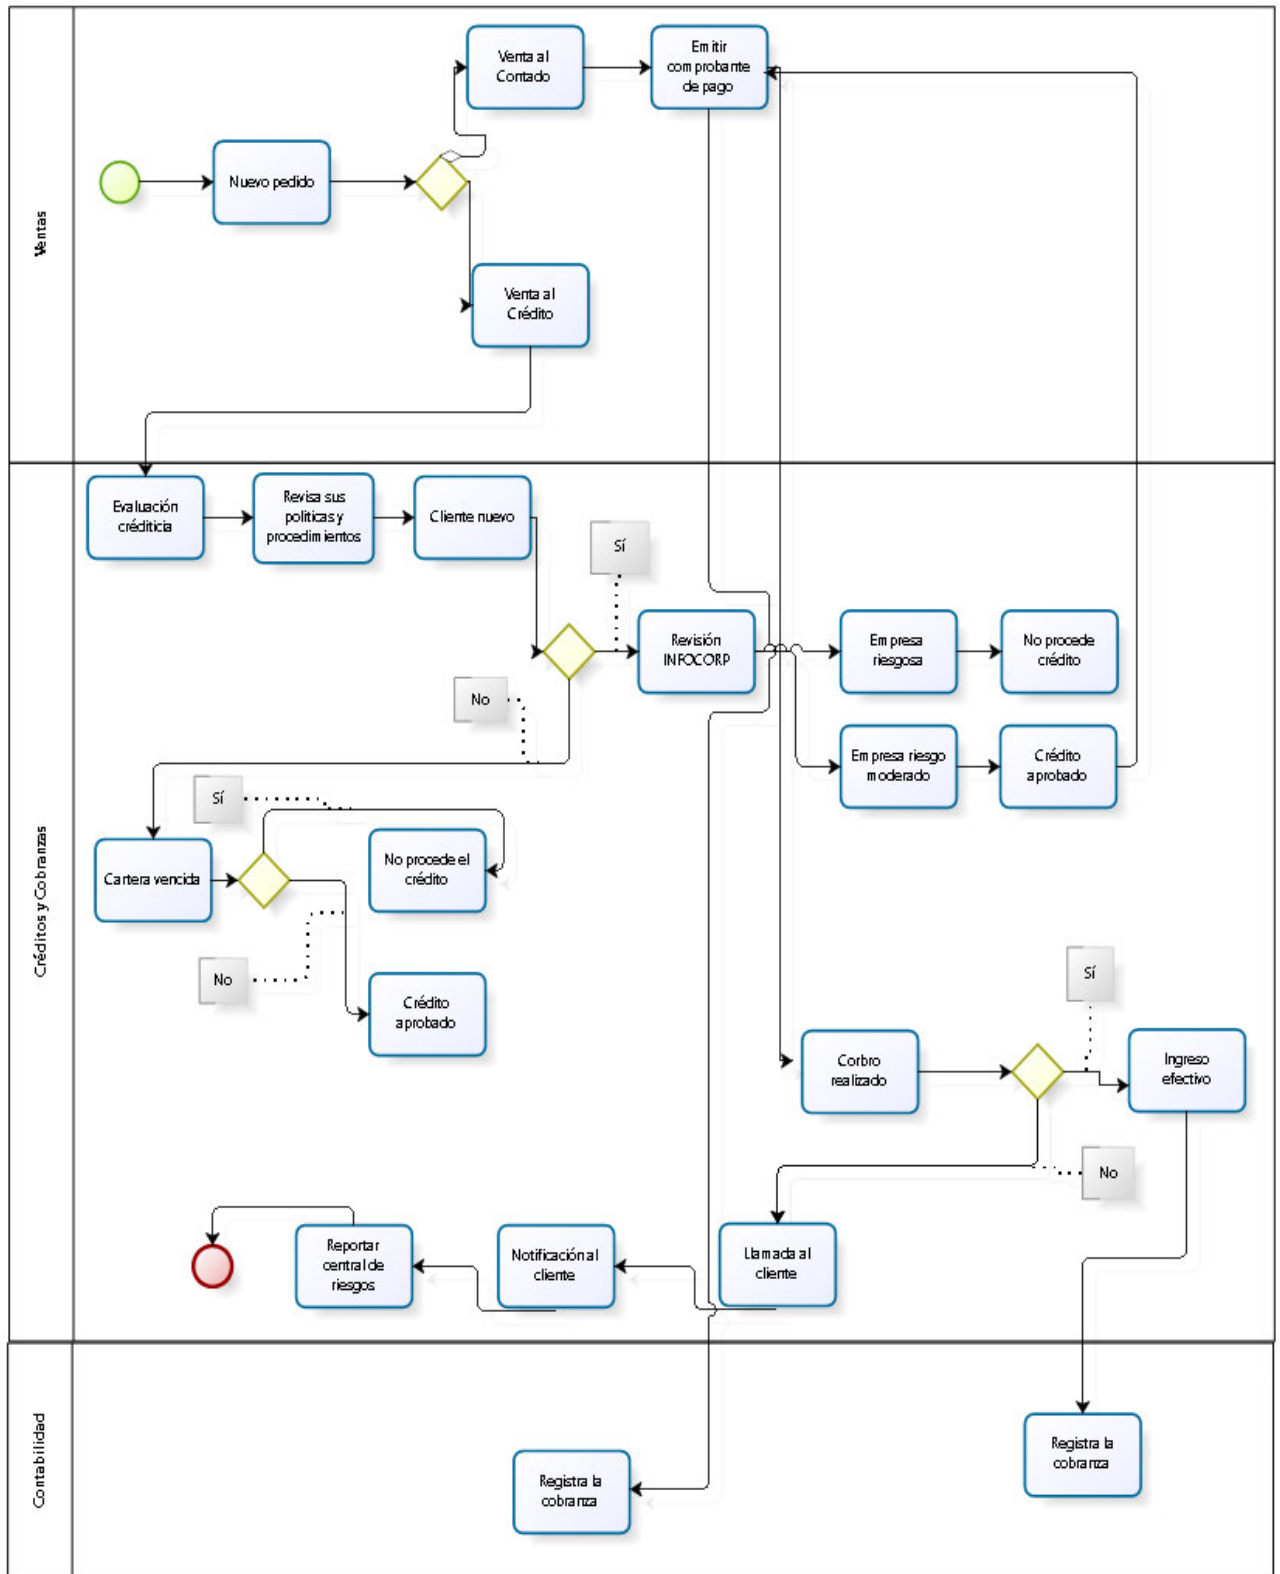 Ventas
Venta al
Contado
Emitir
comprobante
de pago
Nuevo pedido
Venta al
Crédito
Créditos y Cobranzas
Evaluación
créditicia
Revisa sus
politicas y
procedimientos
Cliente nuevo
Sí
Revisión
INFOCORP
Empresa
riesgosa
No procede
crédito
No
Empresa riesgo
moderado
Crédito
aprobado
Sí
Cartera vencida
No procede el
crédito
No
Crédito
aprobado
Sí
Corbro
realizado
Ingreso
efectivo
No
Reportar
central de
riesgos
Notificación al
cliente
Llamada al
cliente
Contabilidad
Registra la
cobranza
Registra la
cobranza